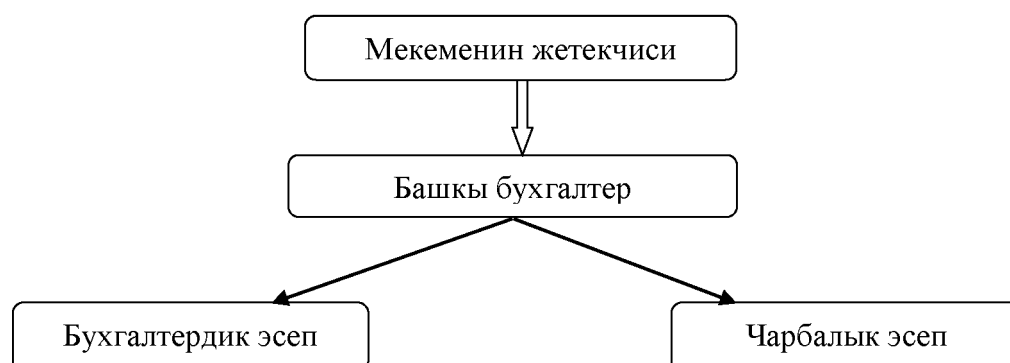 Мекеменин жетекчиси
Башкы бухгалтер
Бухгалтердик эсеп
Чарбалык эсеп